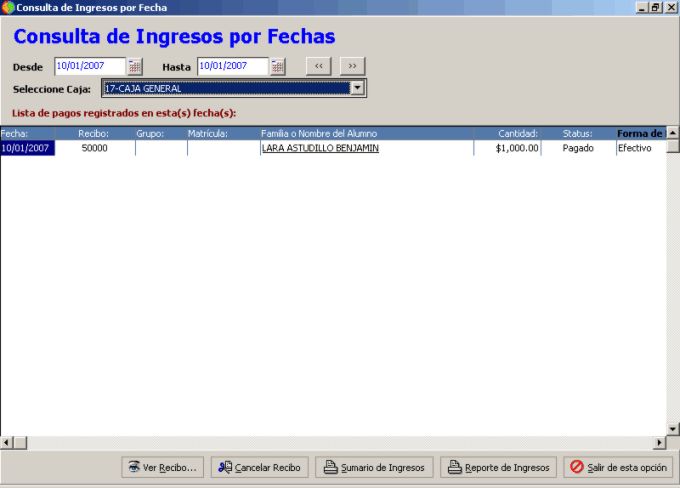 Consulta de Ingresos por Fecha
Consulta de Ingresos por Fechas
Desde 10/01/2007 Hasta 10/01/2007 << >>
Seleccione Caja: 17-CAJA GENERAL
Lista de pagos registrados en esta(s) fecha(s):
Fecha: Recibo: Grupo: Matrícula: Familia o Nombre del Alumno Cantidad: Status: Forma de
10/01/2007 50000 LARA ASTUDILLO BENJAMIN $1,000.00 Pagado Efectivo
Ver Recibo... Cancelar Recibo Sumario de Ingresos Reporte de Ingresos Salir de esta opción